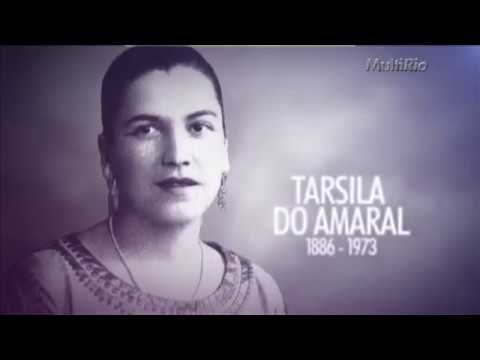 MultiRio
TARSILA
DO AMARAL
1886 - 1973